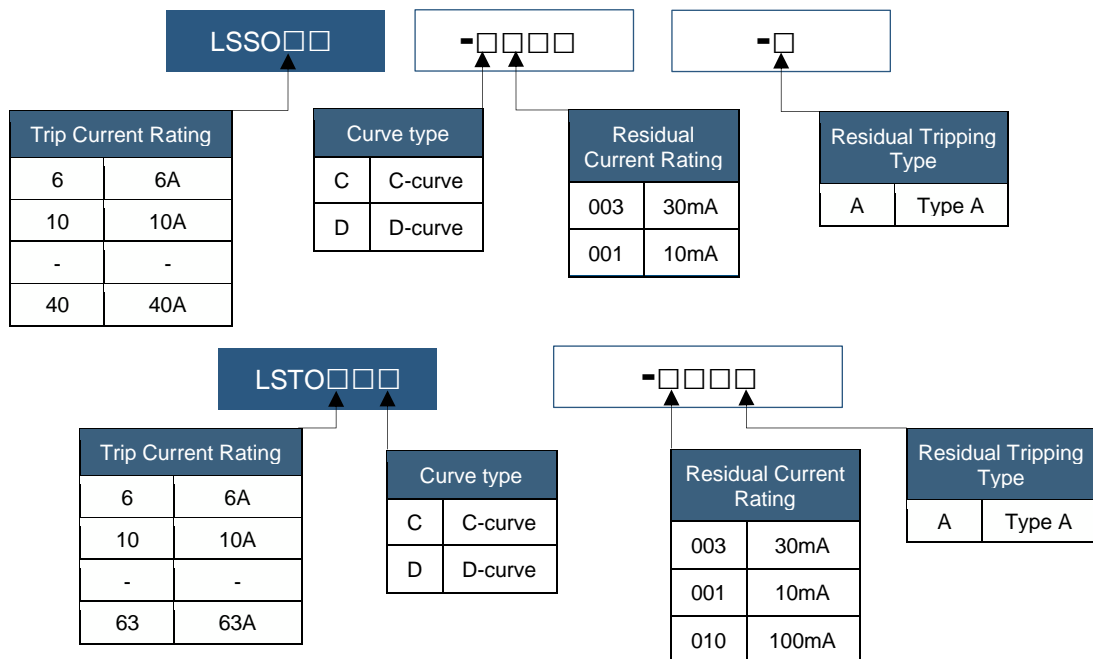 LSSO□□
-□□□□
-□
Trip Current Rating
6 6A
10 10A
- -
40 40A
Curve type
C C-curve
D D-curve
Residual
Current Rating
003 30mA
001 10mA
Residual Tripping
Type
A Type A
LSTO□□□
-□□□□
Trip Current Rating
6 6A
10 10A
- -
63 63A
Curve type
C C-curve
D D-curve
Residual Current
Rating
003 30mA
001 10mA
010 100mA
Residual Tripping
Type
A Type A